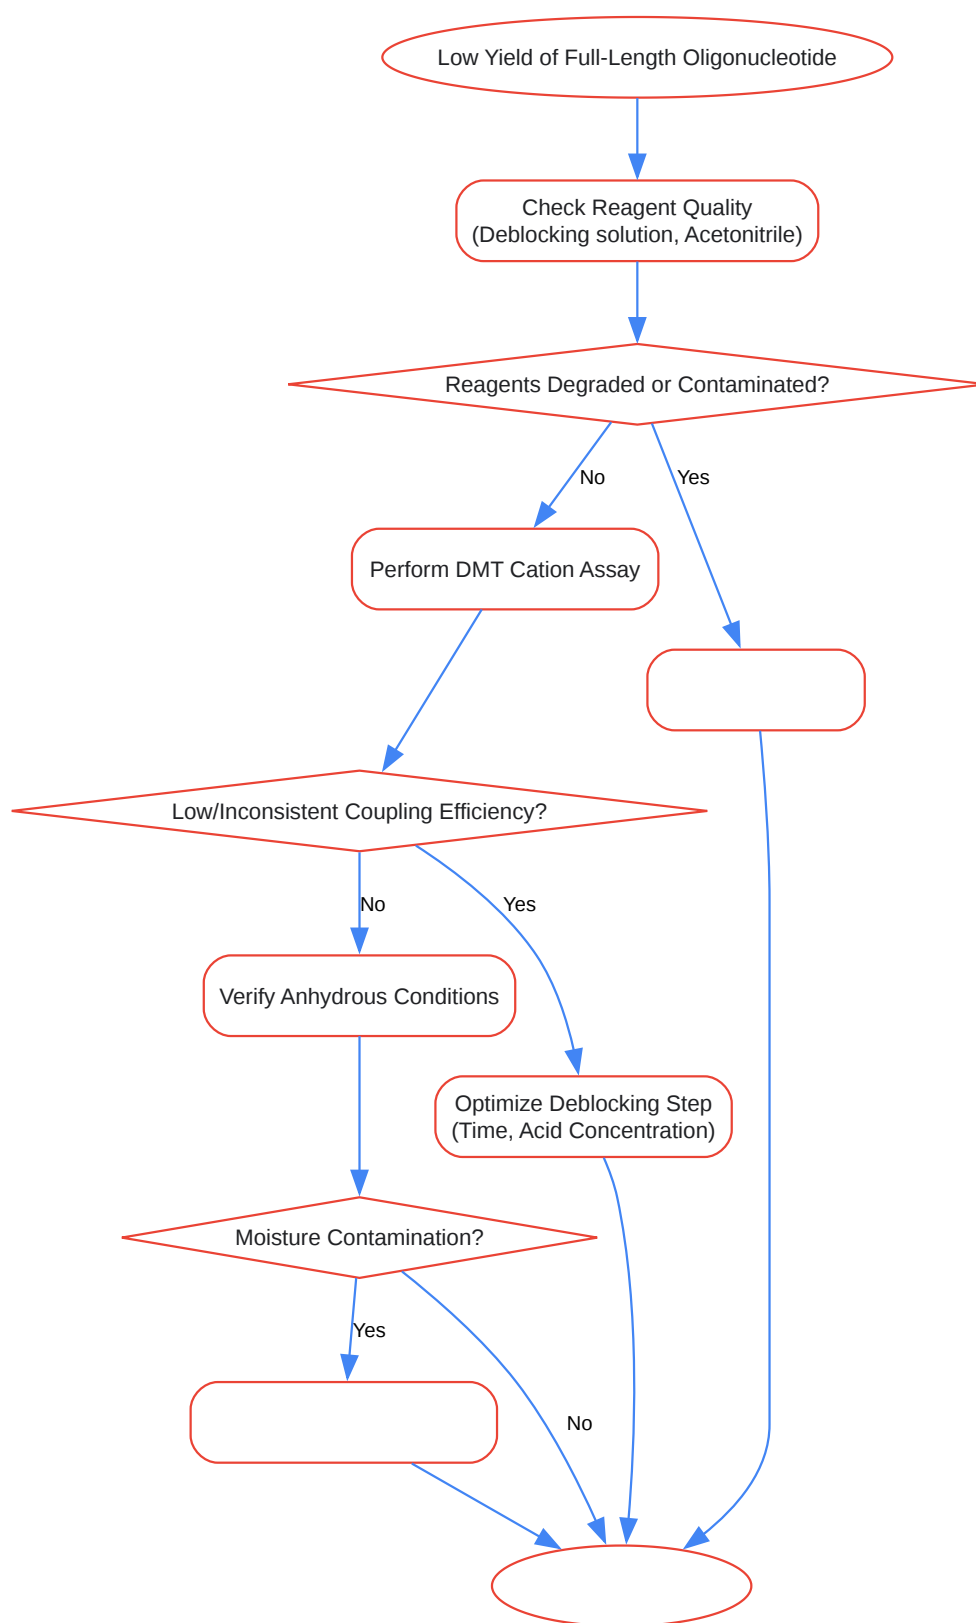 Low Yield of Full-Length Oligonucleotide
Check Reagent Quality
(Deblocking solution, Acetonitrile)
Reagents Degraded or Contaminated?
No
Yes
Perform DMT Cation Assay
Low/Inconsistent Coupling Efficiency?
No
Yes
Verify Anhydrous Conditions
Optimize Deblocking Step
(Time, Acid Concentration)
Moisture Contamination?
Yes
No